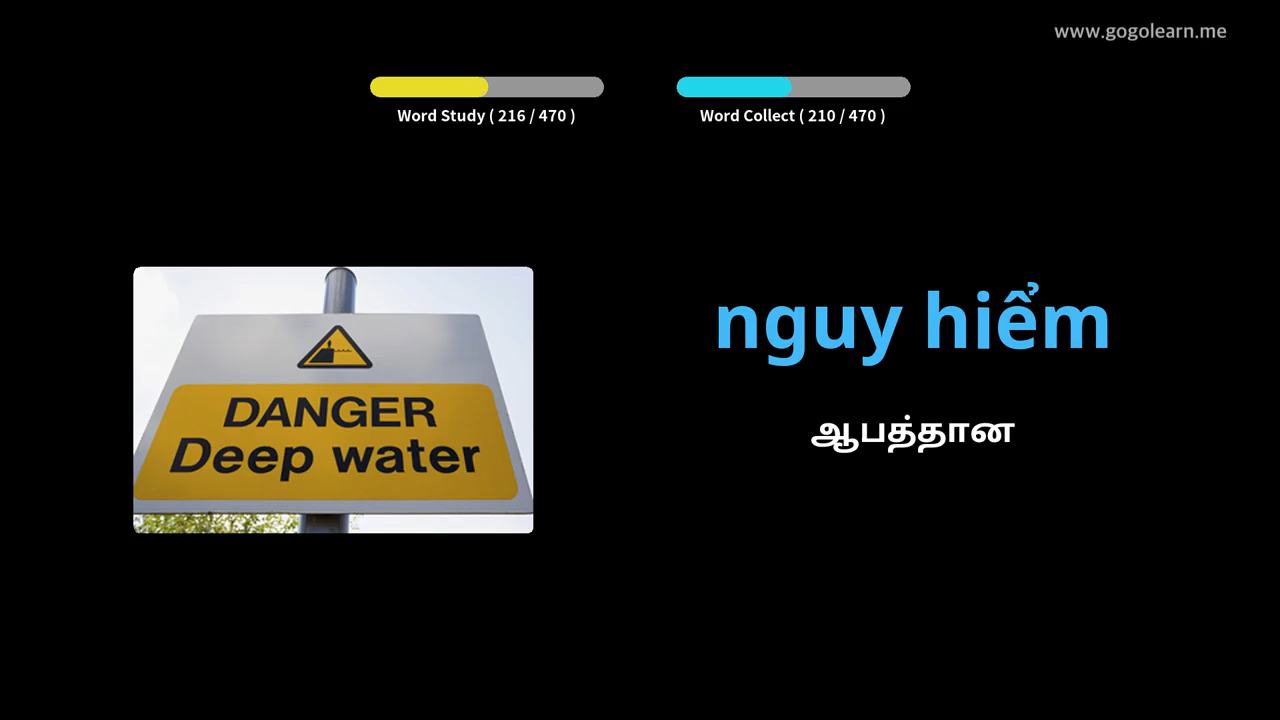 www.gogolearn.me
Word Study ( 216 / 470 )
Word Collect ( 210 / 470 )
DANGER
Deep water
nguy hiểm
ஆபத்தான